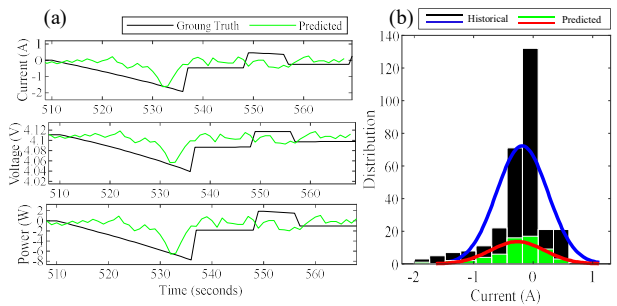 (a)
Groung Truth Predicted
Current (A)
1
0
-1
-2
510 520 530 540 550 560
Voltage (V)
4.12
4.08
4.06
4.04
4.02
510 520 530 540 550 560
Power (W)
2
0
-2
-4
-6
-8
510 520 530 540 550 560
Time (seconds)
(b)
Historical Predicted
Distribution
140
120
100
80
60
40
20
0
-2 -1 0 1
Current (A)